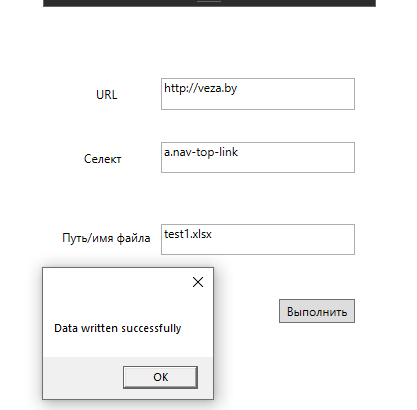 URL
http://veza.by
Селект
a.nav-top-link
Путь/имя файла
test1.xlsx
Выполнить
Data written successfully
OK